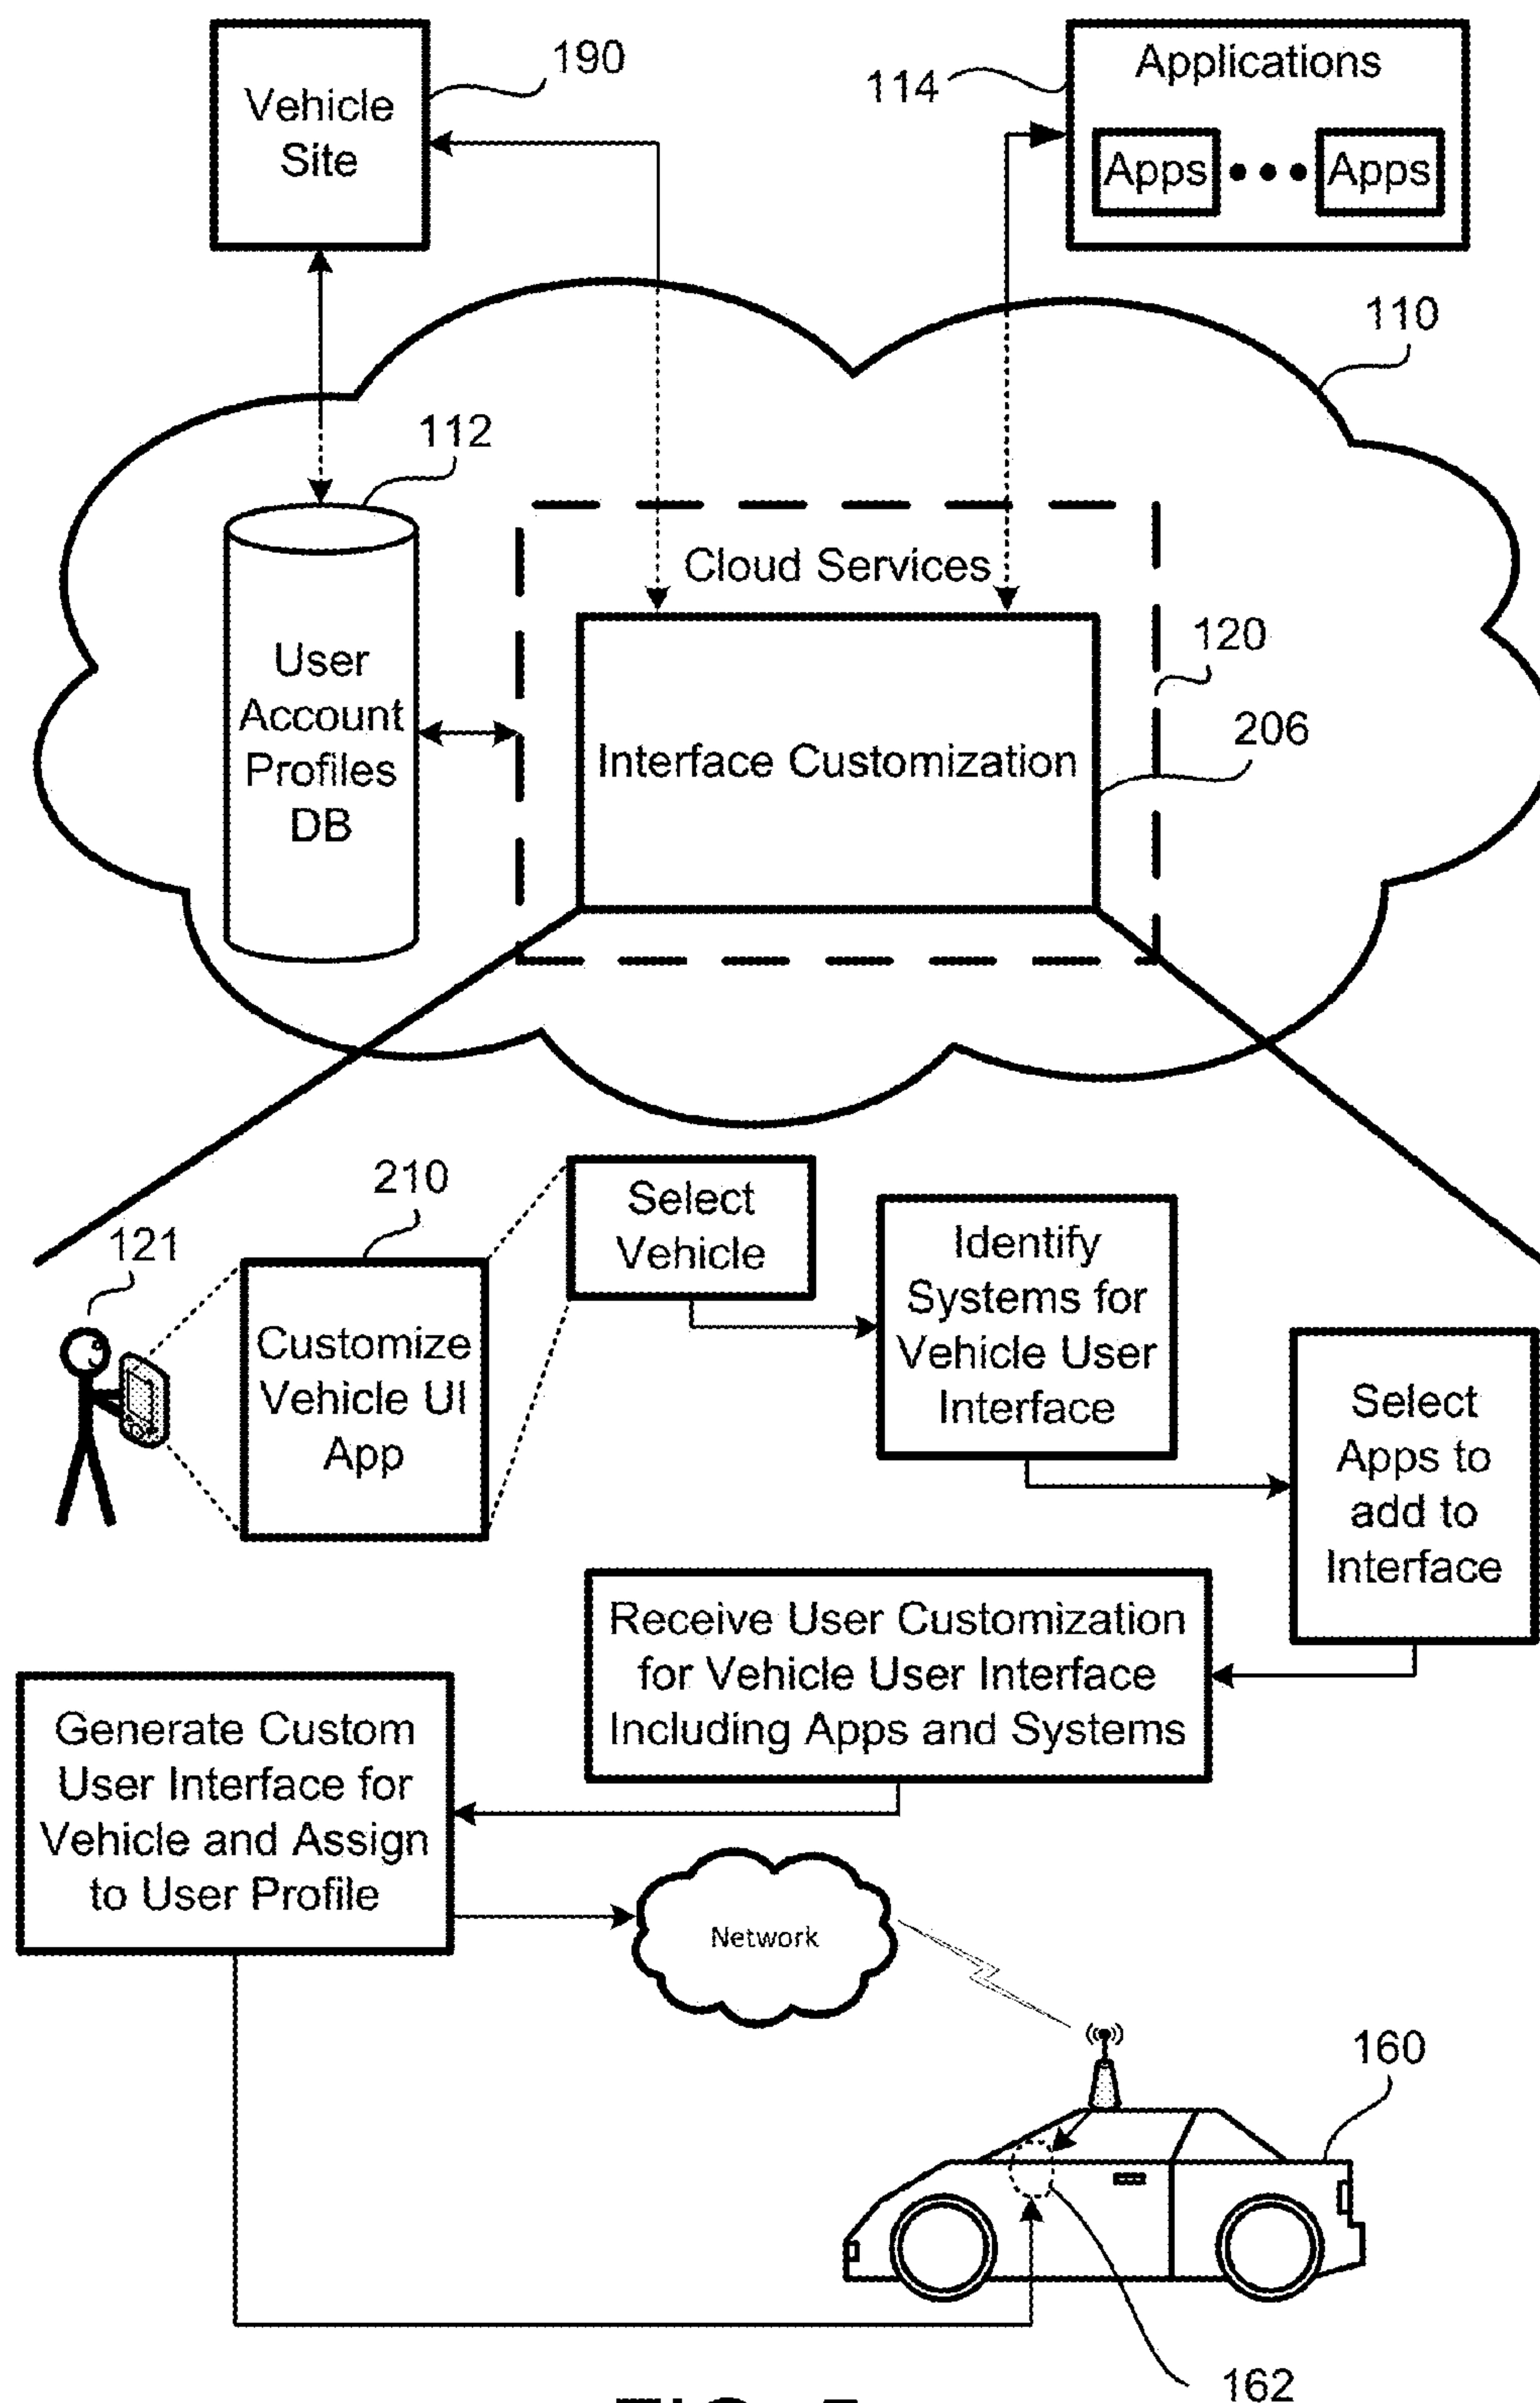 190
Vehicle
Site
114
Applications
Apps
Apps
110
112
Cloud Services
120
206
User
Account
Profiles
DB
Interface Customization
210
121
Customize
Vehicle UI
App
Select
Vehicle
Identify
Systems for
Vehicle User
Interface
Select
Apps to
add to
Interface
Receive User Customization
for Vehicle User Interface
Including Apps and Systems
Generate Custom
User Interface for
Vehicle and Assign
to User Profile
Network
160
162